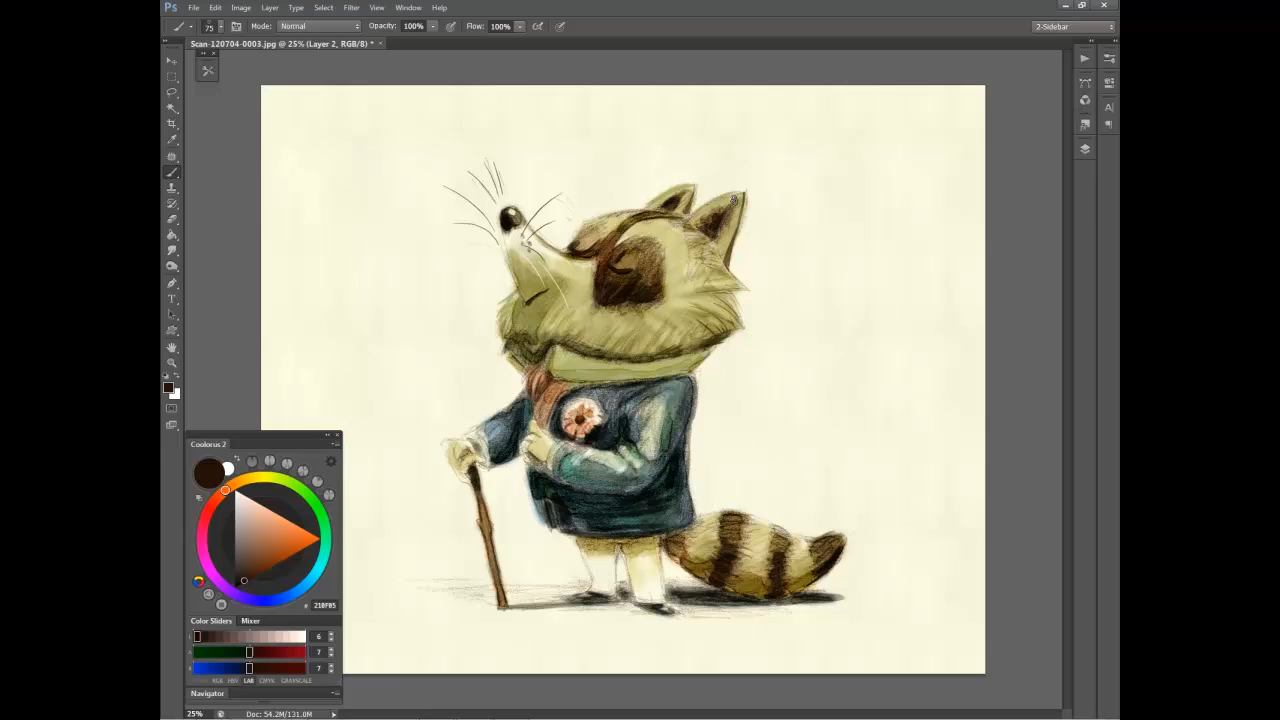 Ps File Edit Image Layer Type Select Filter View Window Help
75 Mode: Normal Opacity: 100% Flow: 100% 2-Sidebar
Scan-120704-0003.jpg @ 25% (Layer 2, RGB/8) * ×
Coolorus 2
# 210F05
Color Sliders Mixer
L 6
A 7
B 7
RGB HSV LAB CMYK GRAYSCALE
Navigator
25% Doc: 54.2M/131.0M